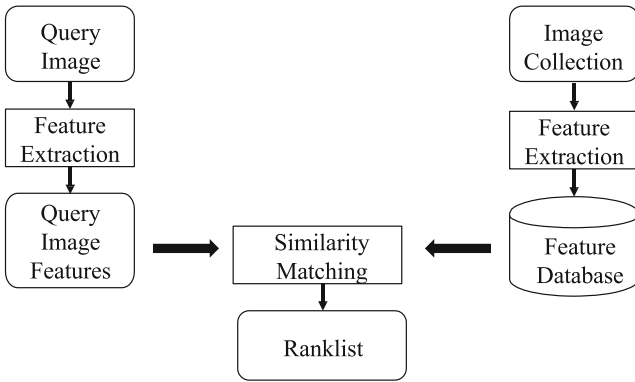 Query
Image
Feature
Extraction
Query
Image
Features
Image
Collection
Feature
Extraction
Feature
Database
Similarity
Matching
Ranklist